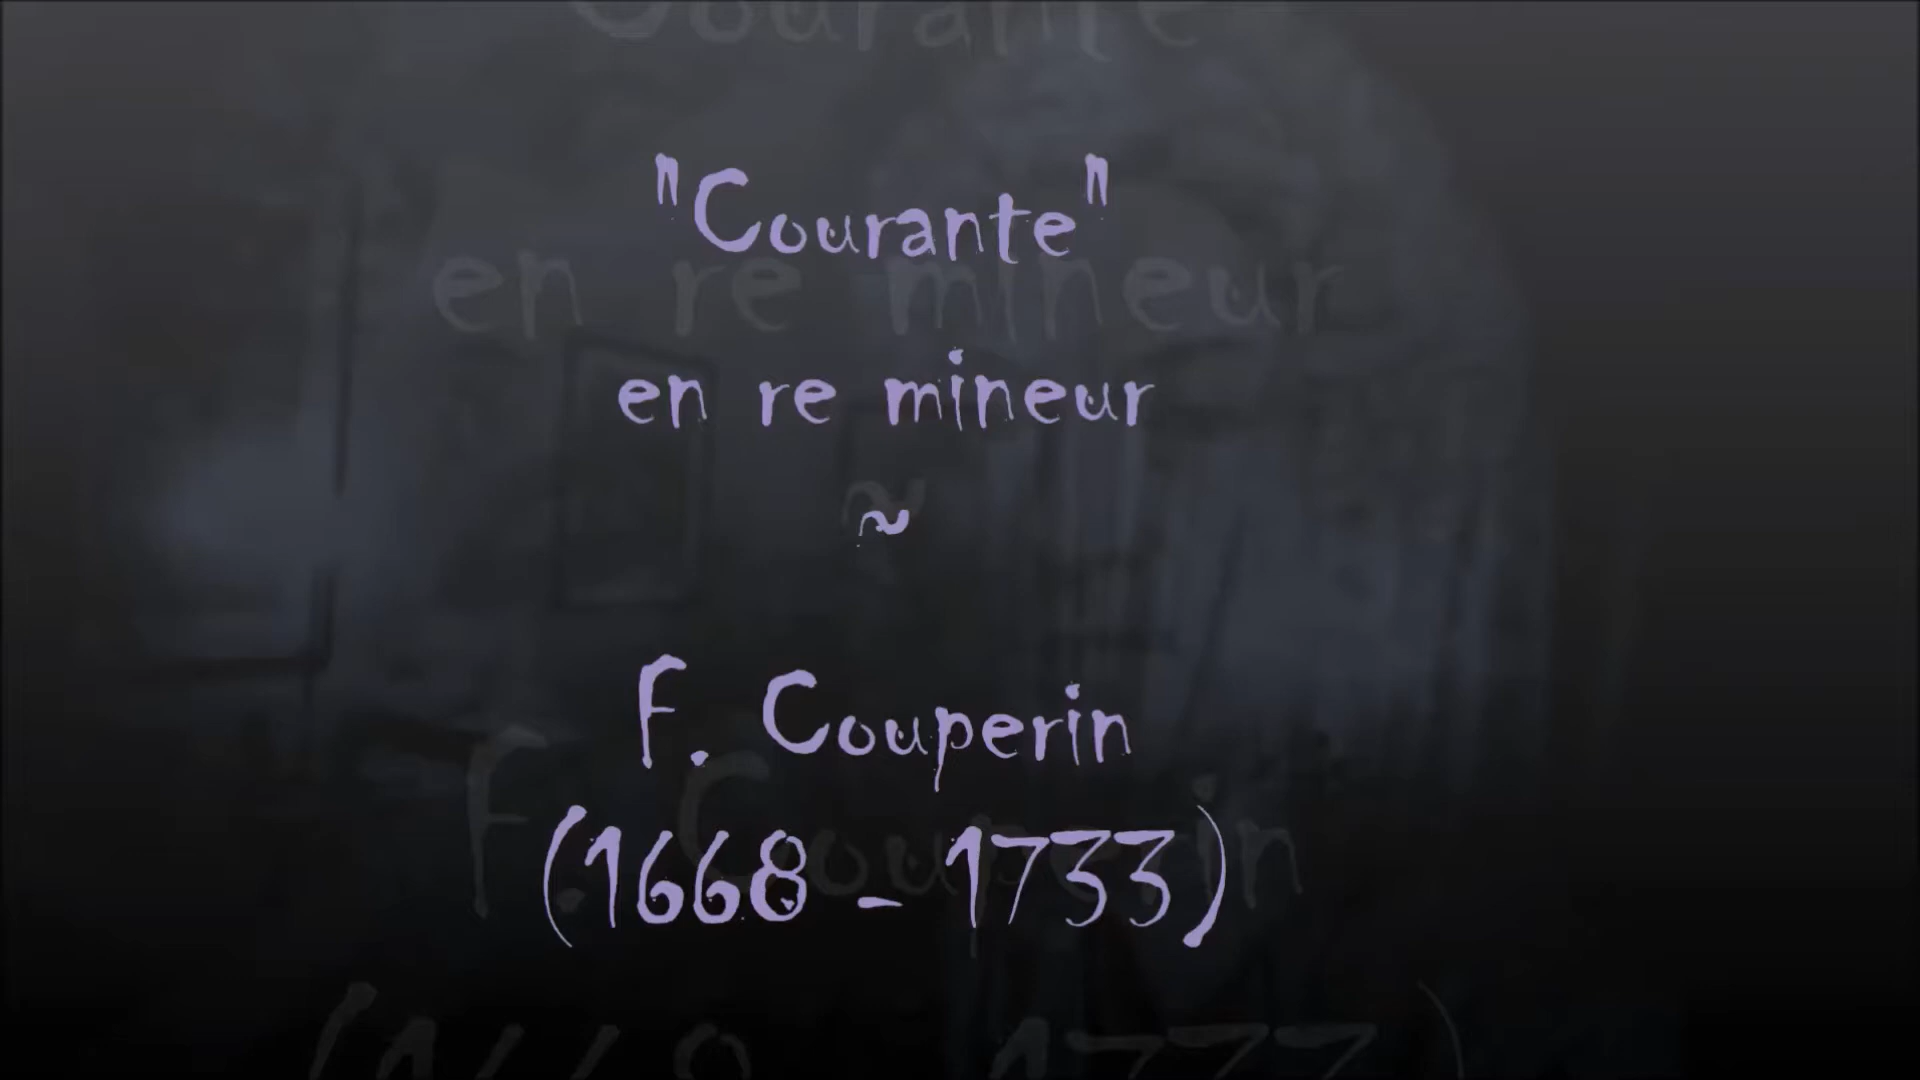 "Courante"
en re mineur
~
F. Couperin
(1668 - 1733)